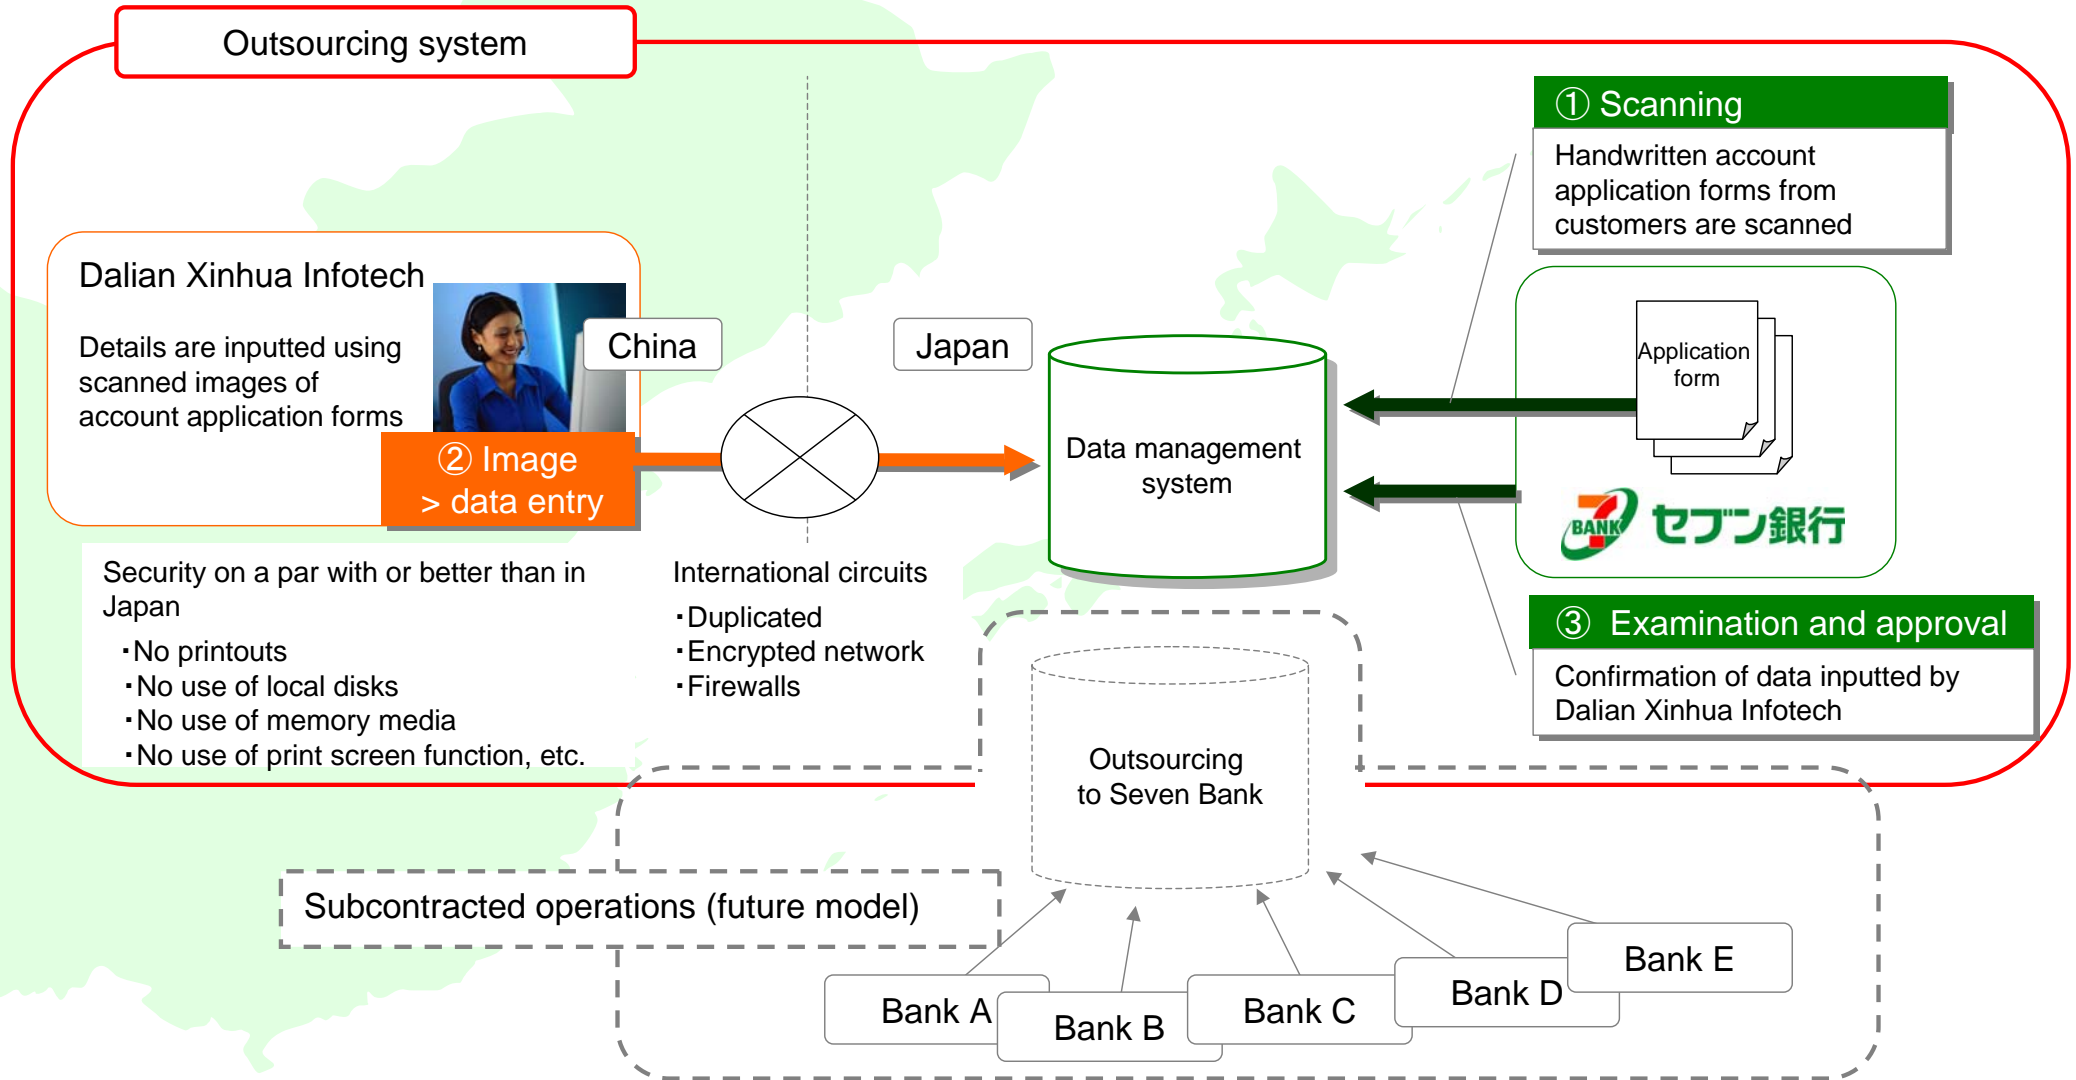 Outsourcing system
① Scanning
Handwritten account
application forms from
customers are scanned
Dalian Xinhua Infotech
Details are inputted using
scanned images of
account application forms
China
Japan
② Image
> data entry
Data management
system
Application
form
7
BANK
セブン銀行
Security on a par with or better than in
Japan
・No printouts
・No use of local disks
・No use of memory media
・No use of print screen function, etc.
International circuits
・Duplicated
・Encrypted network
・Firewalls
③ Examination and approval
Confirmation of data inputted by
Dalian Xinhua Infotech
Outsourcing
to Seven Bank
Subcontracted operations (future model)
Bank A
Bank B
Bank C
Bank D
Bank E